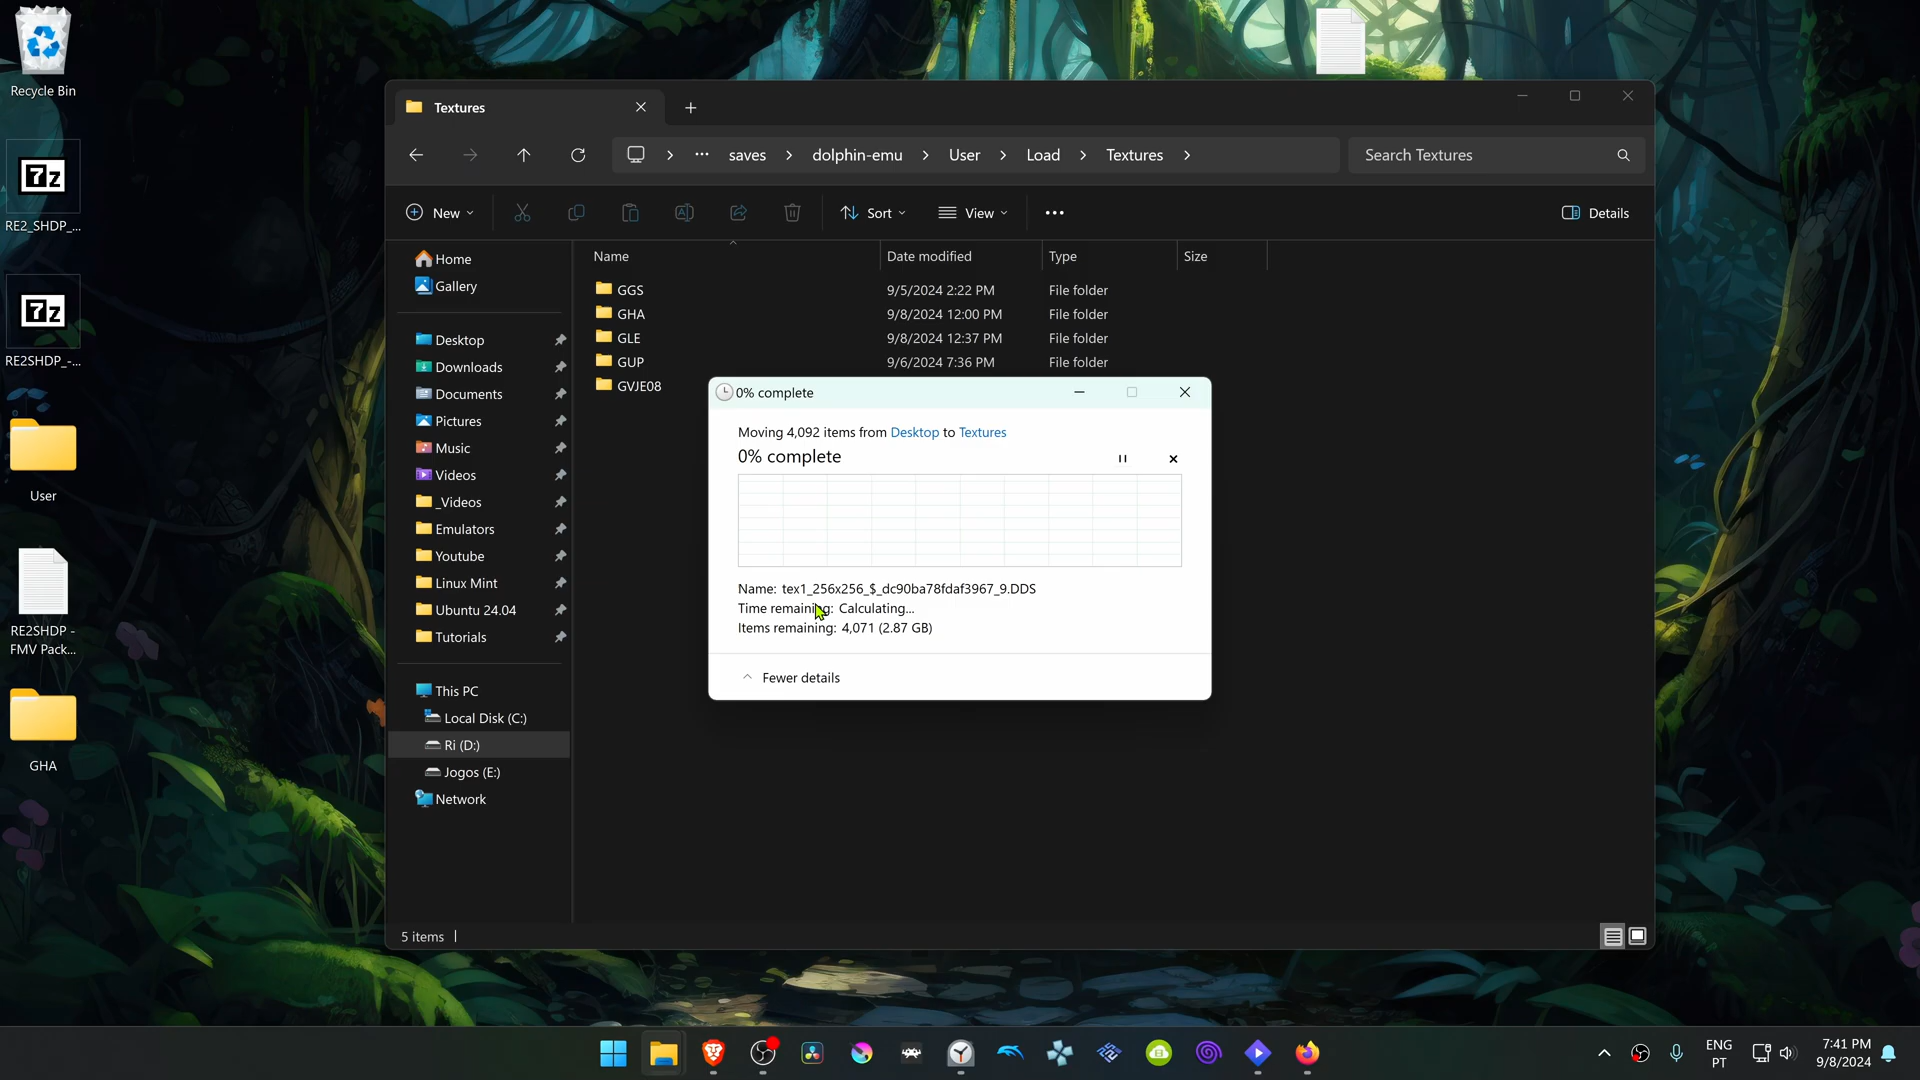 Recycle Bin
RE2_SHDP_...
RE2SHDP_-...
User
RE2SHDP -
FMV Pack...
GHA
Textures
saves
dolphin-emu
User
Load
Textures
Search Textures
New
Sort
View
Details
Home
Gallery
Desktop
Downloads
Documents
Pictures
Music
Videos
_Videos
Emulators
Youtube
Linux Mint
Ubuntu 24.04
Tutorials
This PC
Local Disk (C:)
Ri (D:)
Jogos (E:)
Network
Name Date modified Type Size
GGS 9/5/2024 2:22 PM File folder
GHA 9/8/2024 12:00 PM File folder
GLE 9/8/2024 12:37 PM File folder
GUP 9/6/2024 7:36 PM File folder
GVJE08
0% complete
Moving 4,092 items from Desktop to Textures
0% complete
Name: tex1_256x256_$_dc90ba78fdaf3967_9.DDS
Time remaining: Calculating...
Items remaining: 4,071 (2.87 GB)
Fewer details
5 items
ENG
PT
7:41 PM
9/8/2024